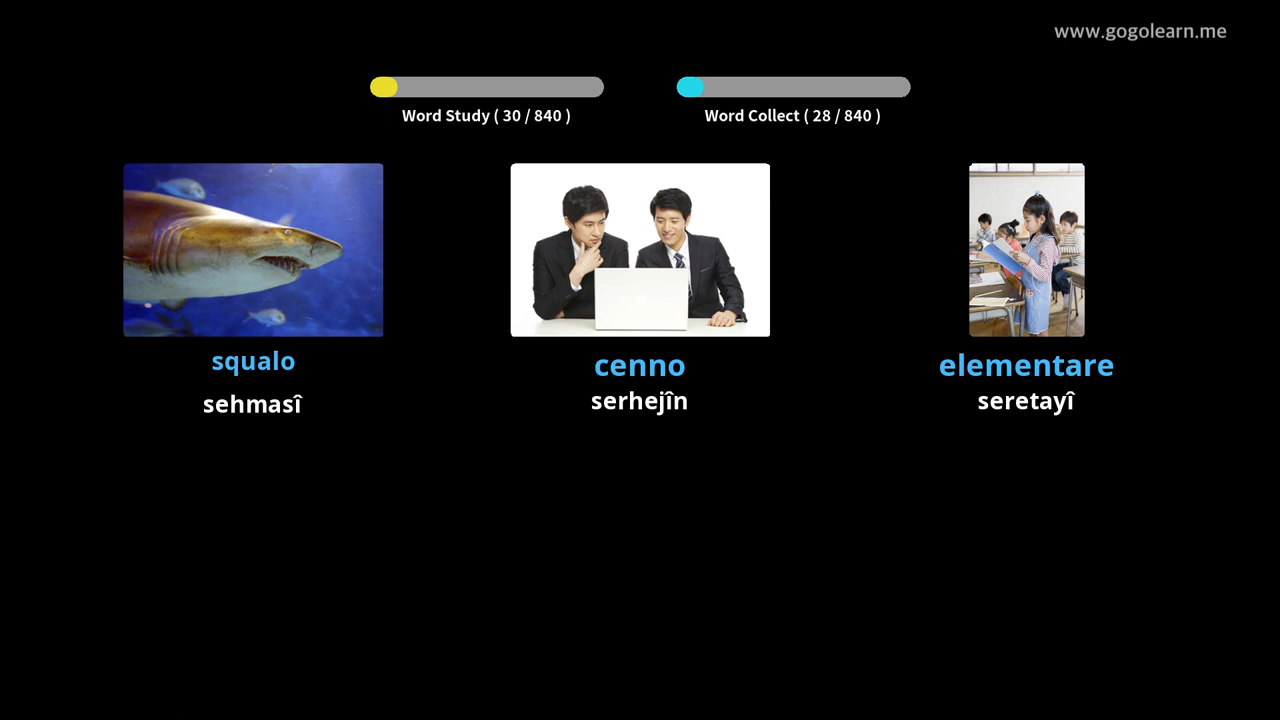 www.gogolearn.me
Word Study ( 30 / 840 )
Word Collect ( 28 / 840 )
squalo
sehmasî
cenno
serhejîn
elementare
seretayî